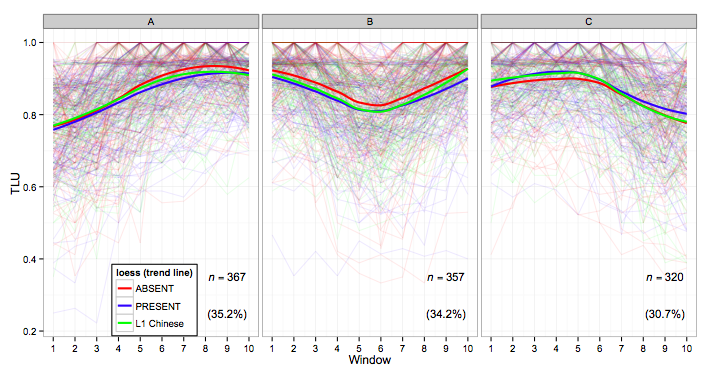 A B C
TLU
1.0
0.8
0.6
0.4
0.2
loess (trend line)
ABSENT
PRESENT
L1 Chinese
n = 367
(35.2%)
n = 357
(34.2%)
n = 320
(30.7%)
1 2 3 4 5 6 7 8 9 10 1 2 3 4 5 6 7 8 9 10 1 2 3 4 5 6 7 8 9 10
Window